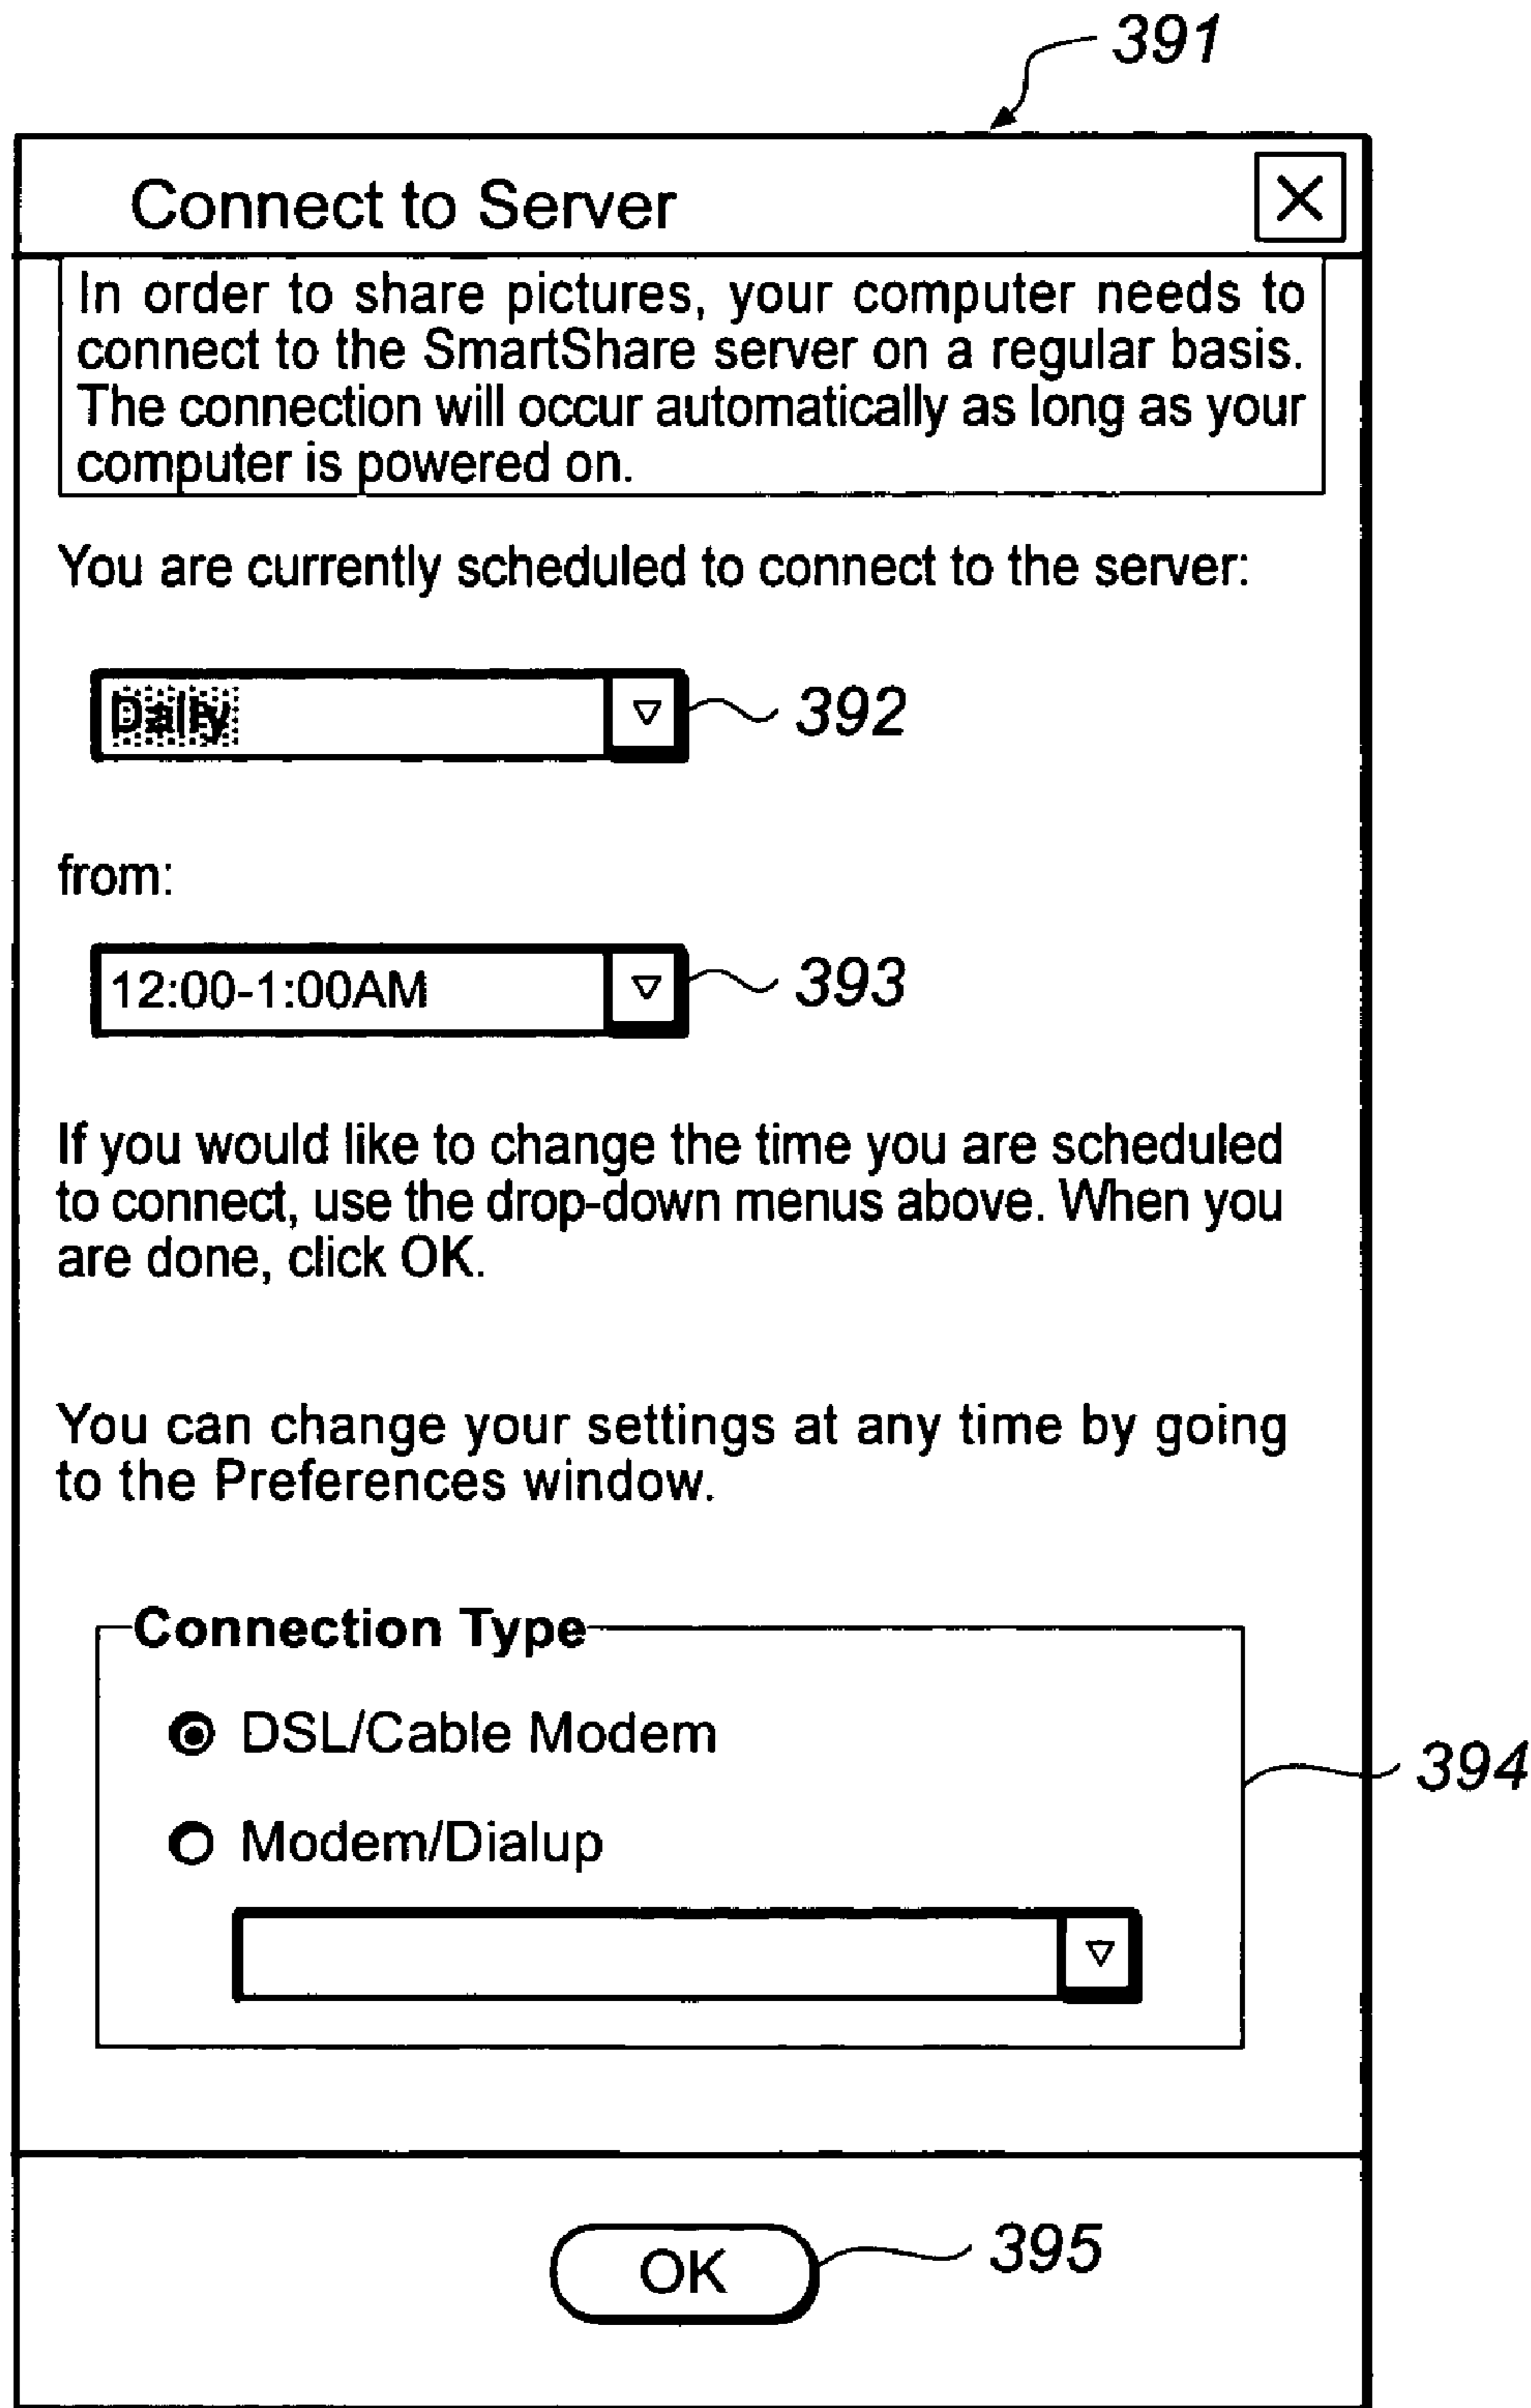 391
Connect to Server
In order to share pictures, your computer needs to
connect to the SmartShare server on a regular basis.
The connection will occur automatically as long as your
computer is powered on.
You are currently scheduled to connect to the server:
Daily
392
from:
12:00-1:00AM
393
If you would like to change the time you are scheduled
to connect, use the drop-down menus above. When you
are done, click OK.
You can change your settings at any time by going
to the Preferences window.
Connection Type
DSL/Cable Modem
394
Modem/Dialup
OK
395